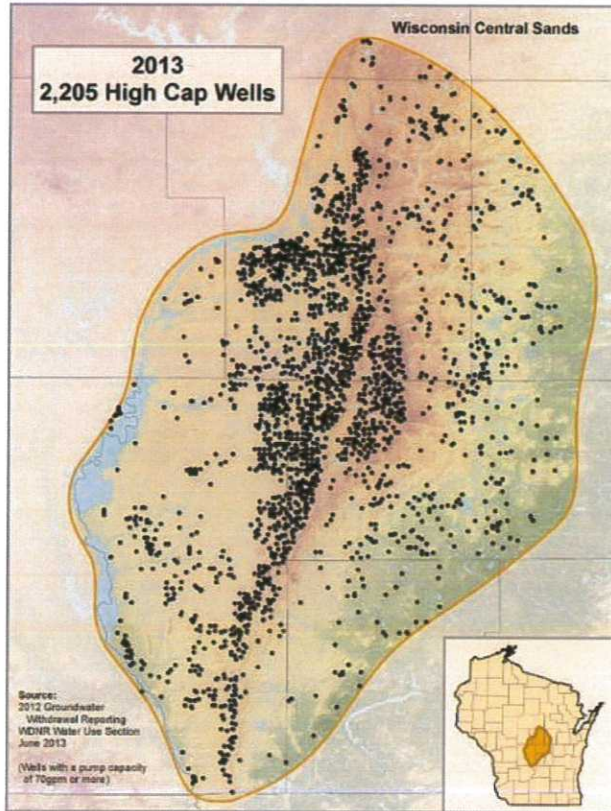 Wisconsin Central Sands
2013
2,205 High Cap Wells
Source:
2012 Groundwater
Withdrawal Reporting
WDNR Water Use Section
June 2013
(Wells with a pump capacity
of 70gpm or more)